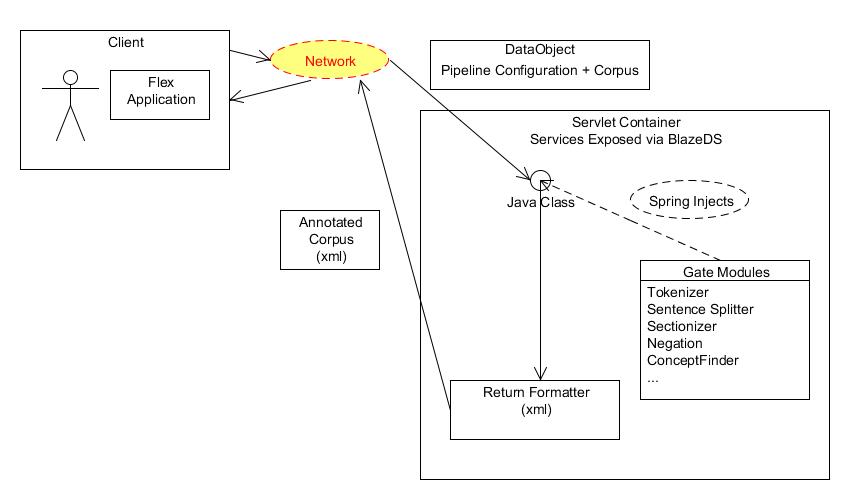 Client
Flex
Application
Network
DataObject
Pipeline Configuration + Corpus
Servlet Container
Services Exposed via BlazeDS
Java Class
Spring Injects
Annotated
Corpus
(xml)
Gate Modules
Tokenizer
Sentence Splitter
Sectionizer
Negation
ConceptFinder
...
Return Formatter
(xml)